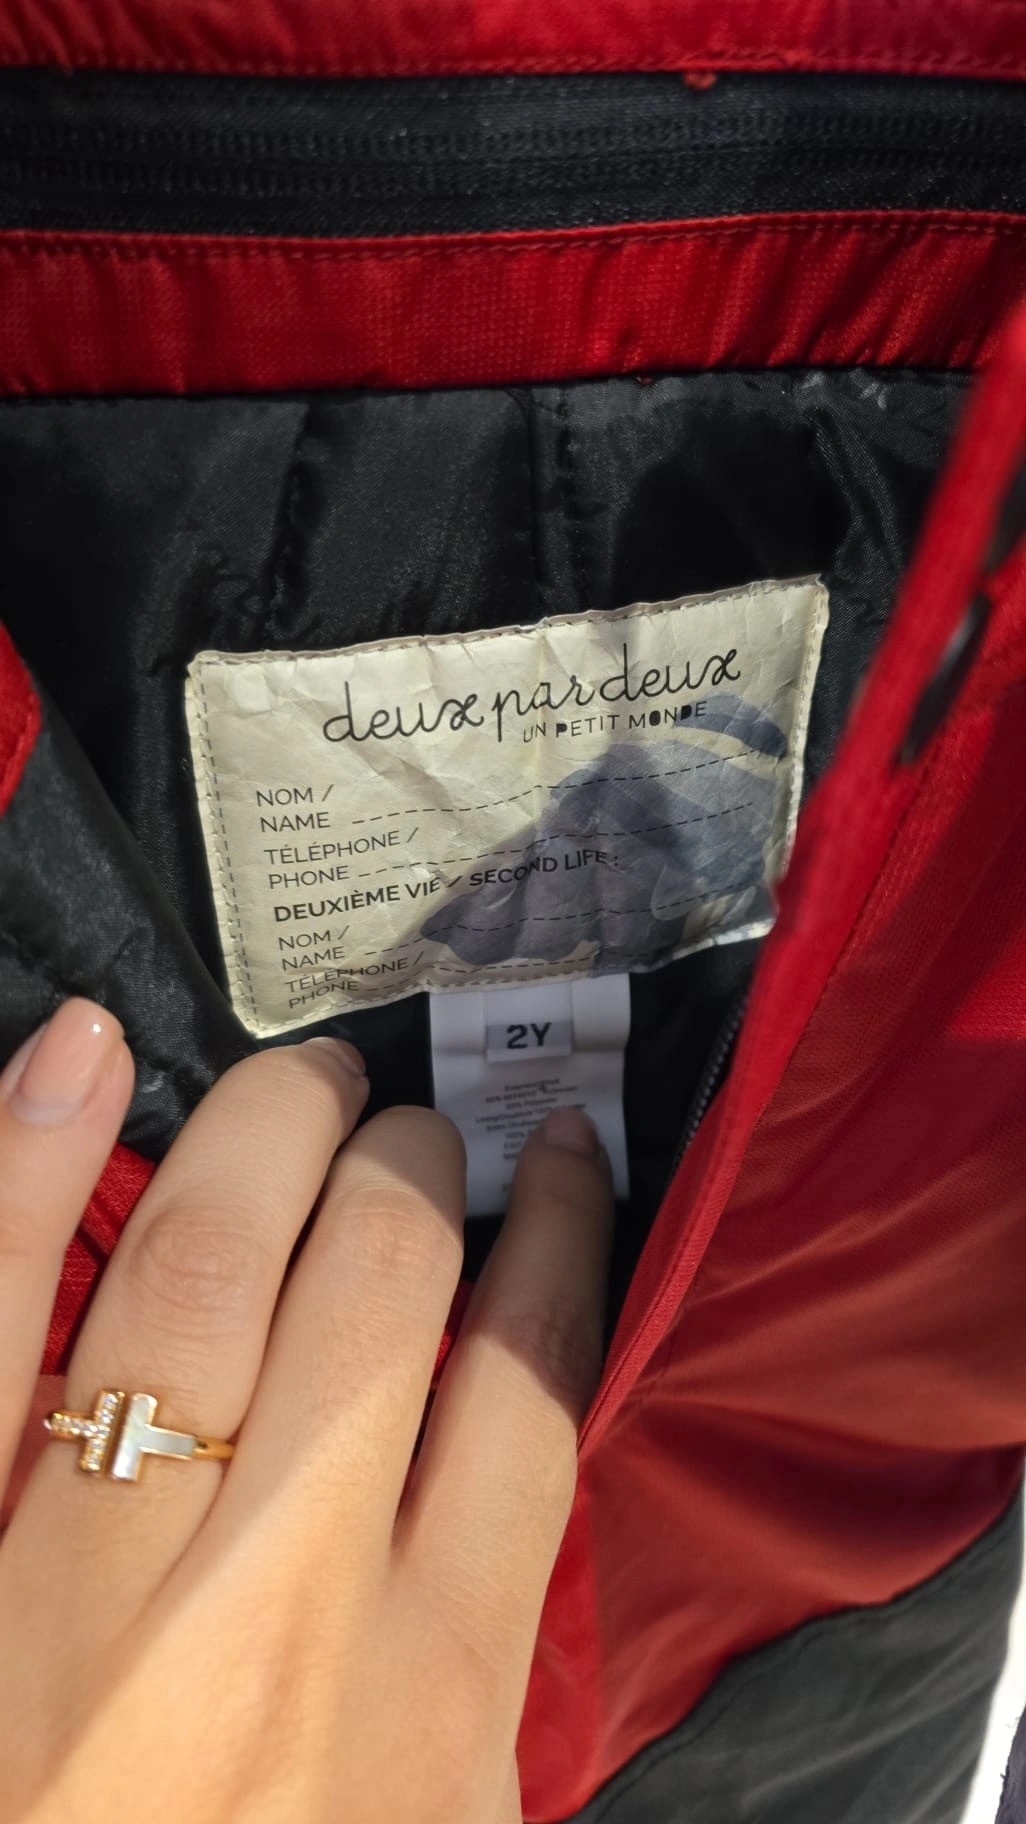 deux par deux
UN PETIT MONDE
NOM /
NAME
TÉLÉPHONE /
PHONE
DEUXIÈME VIE / SECOND LIFE :
NOM /
NAME
TÉLÉPHONE /
PHONE
2Y